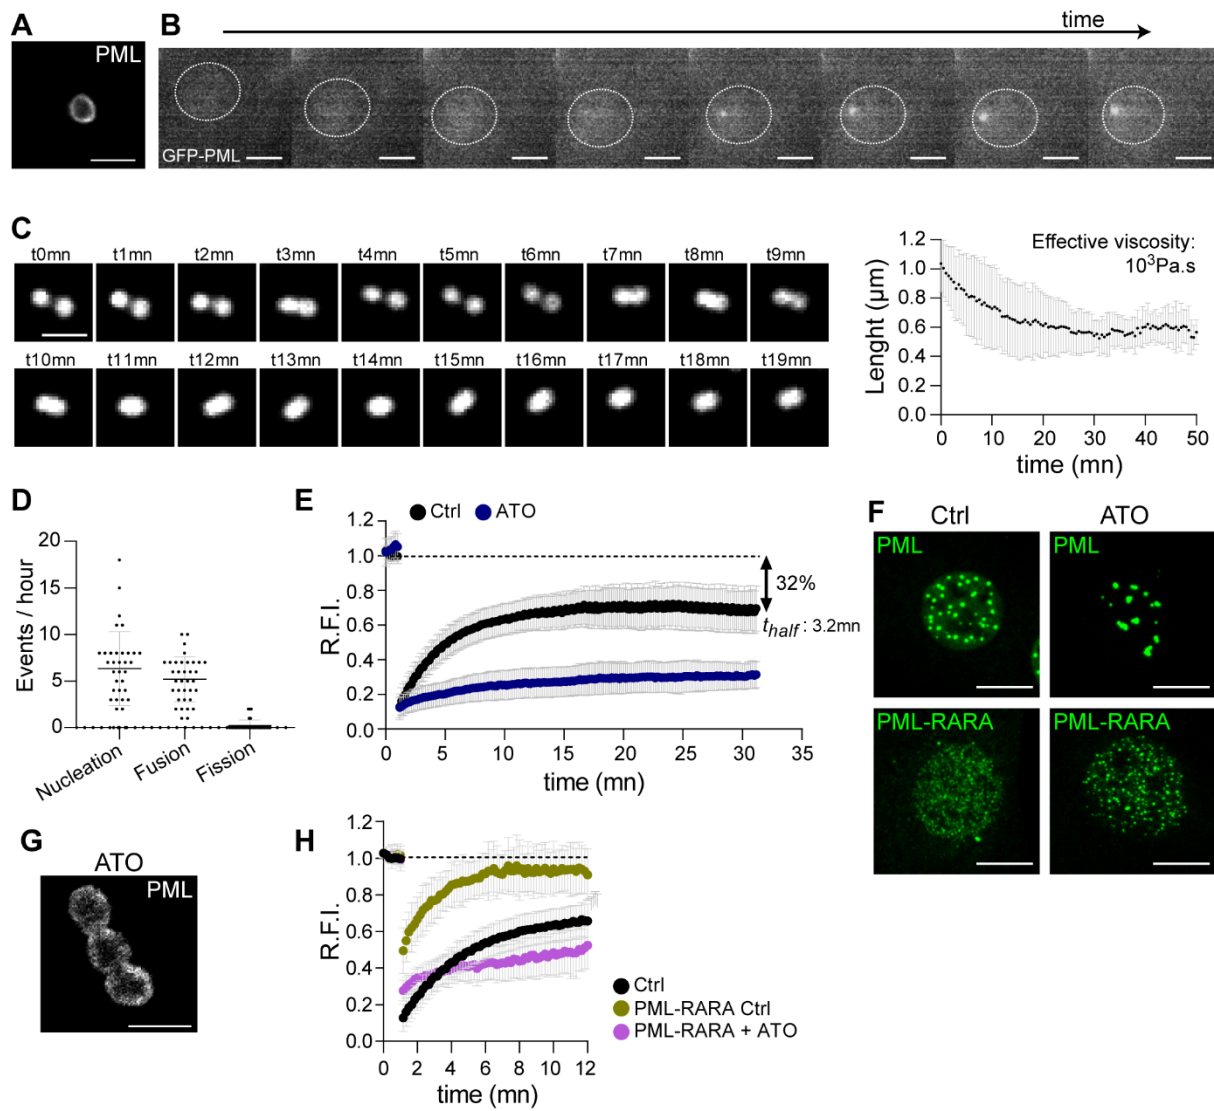 A
PML
B
time
GFP-PML
C
t0mn t1mn t2mn t3mn t4mn t5mn t6mn t7mn t8mn t9mn
t10mn t11mn t12mn t13mn t14mn t15mn t16mn t17mn t18mn t19mn
Effective viscosity:
10³Pa.s
Lenght (µm)
1.2
1.0
0.8
0.6
0.4
0.2
0.0
0 10 20 30 40 50
time (mn)
D
Events / hour
20
15
10
5
0
Nucleation
Fusion
Fission
E
Ctrl ATO
R.F.I.
1.2
1.0
0.8
0.6
0.4
0.2
0.0
32%
t_half : 3.2mn
0 5 10 15 20 25 30 35
time (mn)
F
Ctrl ATO
PML PML
PML-RARA PML-RARA
G
ATO
PML
H
R.F.I.
1.2
1.0
0.8
0.6
0.4
0.2
0.0
0 2 4 6 8 10 12
time (mn)
Ctrl
PML-RARA Ctrl
PML-RARA + ATO